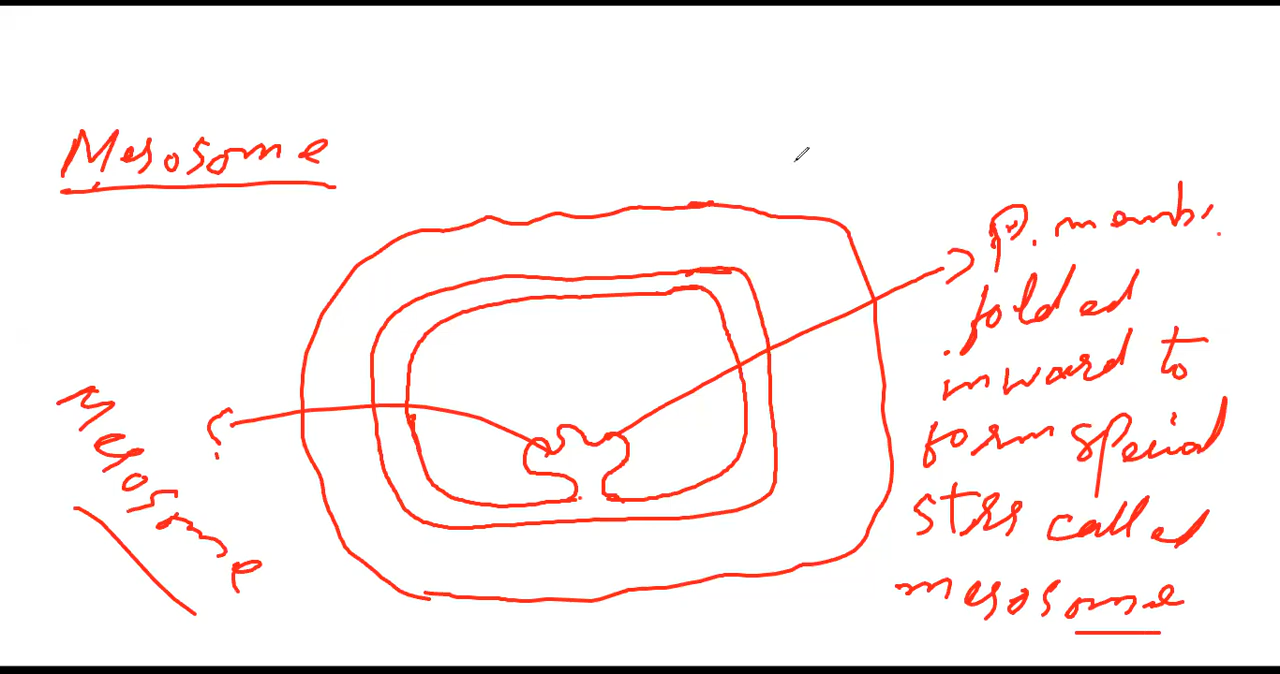 Mesosome
p. memb.
folded
inward to
form special
strs called
mesosome
Mesosome